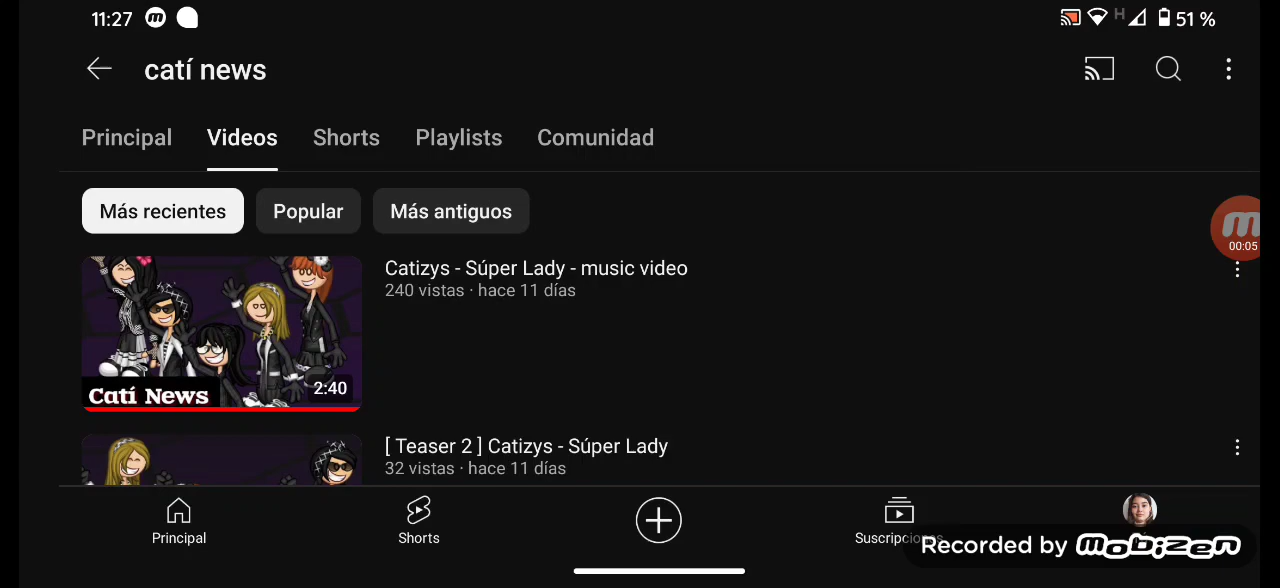 11:27 H 51 %
catí news
Principal Videos Shorts Playlists Comunidad
Más recientes Popular Más antiguos
00:05
Catizys - Súper Lady - music video
240 vistas · hace 11 días
Catí News 2:40
[ Teaser 2 ] Catizys - Súper Lady
32 vistas · hace 11 días
Principal Shorts
Recorded by mobizen